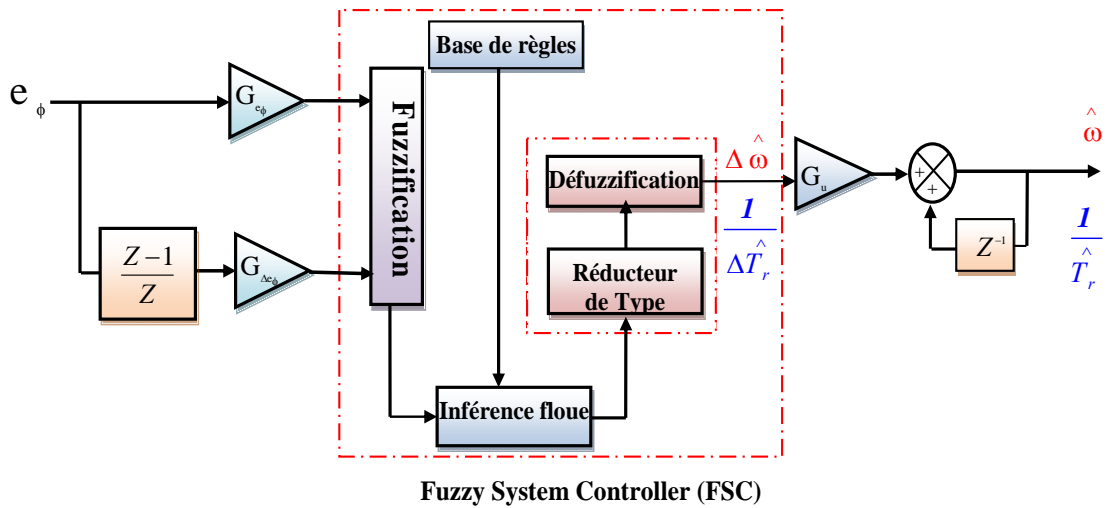 Base de règles
e ϕ
G eϕ
Fuzzification
Z−1
Z
G Δeϕ
Défuzzification
Réducteur
de Type
Inférence floue
Δ ω̂
1
ΔT̂r
G u
+ +
Z⁻¹
ω̂
1
T̂r
Fuzzy System Controller (FSC)